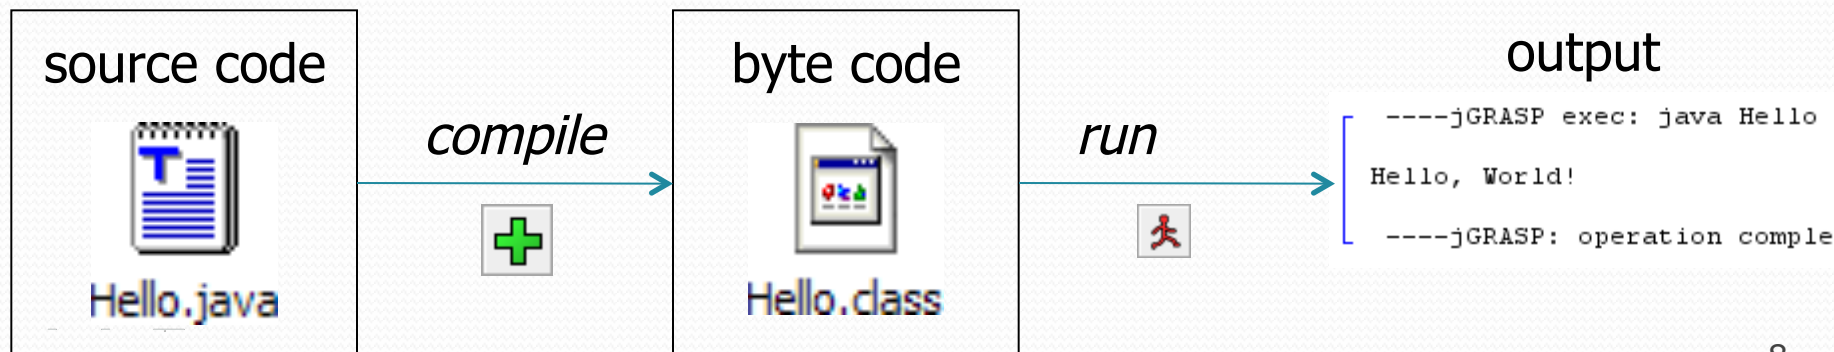 source code
Hello.java
compile
byte code
Hello.class
run
output
----jGRASP exec: java Hello
Hello, World!
----jGRASP: operation comple